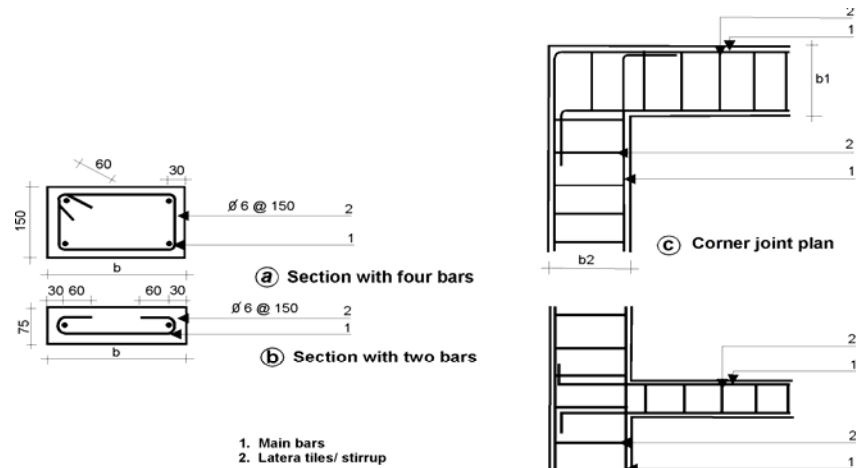 2
1
b1
60
30
Ø 6 @ 150
2
150
1
b
ⓐ Section with four bars
30 60
60 30
Ø 6 @ 150
2
75
1
b
ⓑ Section with two bars
2
1
ⓒ Corner joint plan
b2
2
1
2
1
1. Main bars
2. Latera tiles/ stirrup